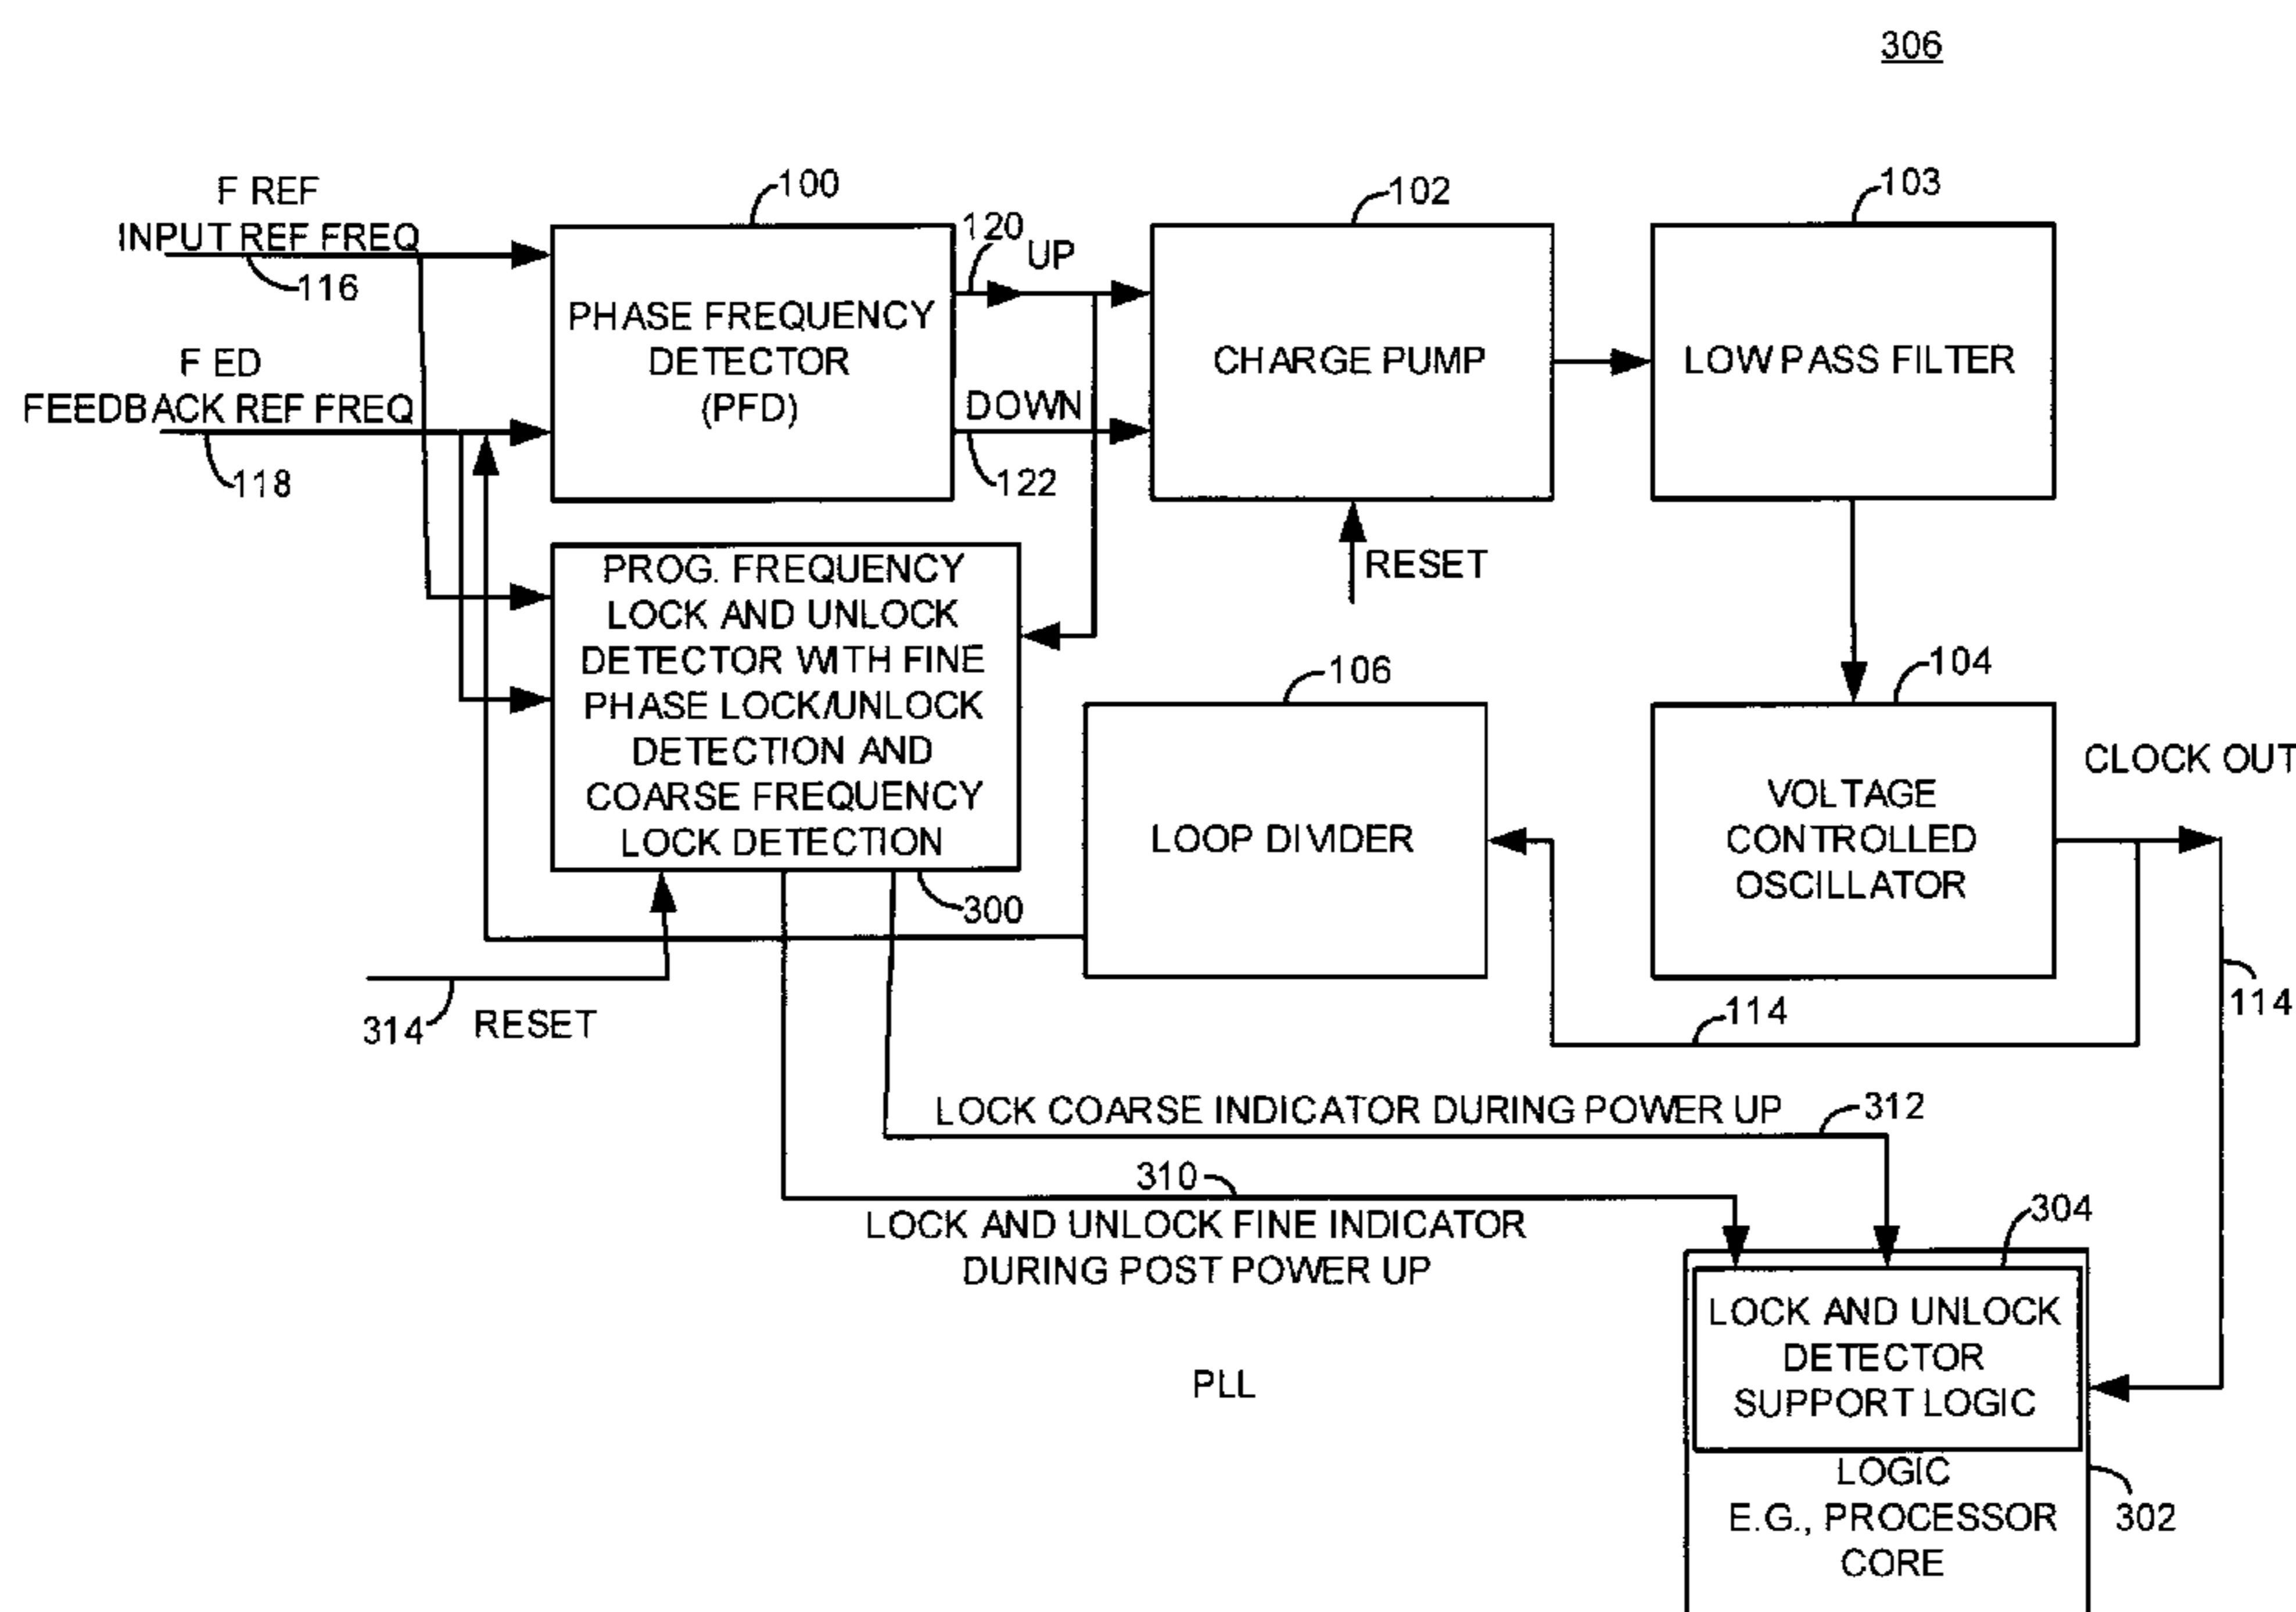 306
F REF
INPUT REF FREQ
116
F ED
FEEDBACK REF FREQ
118
100
PHASE FREQUENCY
DETECTOR
(PFD)
120
UP
DOWN
122
102
CHARGE PUMP
RESET
103
LOW PASS FILTER
PROG. FREQUENCY
LOCK AND UNLOCK
DETECTOR WITH FINE
PHASE LOCK/UNLOCK
DETECTION AND
COARSE FREQUENCY
LOCK DETECTION
300
314
RESET
106
LOOP DIVIDER
104
VOLTAGE
CONTROLLED
OSCILLATOR
CLOCK OUT
114
114
LOCK COARSE INDICATOR DURING POWER UP
312
310
LOCK AND UNLOCK FINE INDICATOR
DURING POST POWER UP
PLL
304
LOCK AND UNLOCK
DETECTOR
SUPPORT LOGIC
LOGIC
E.G., PROCESSOR
CORE
302